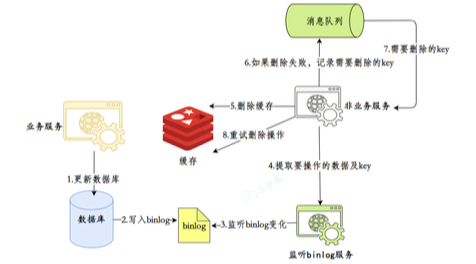 消息队列
7.需要删除的key
6.如果删除失败，记录需要删除的key
5.删除缓存
非业务服务
业务服务
8.重试删除操作
缓存
4.提取要操作的数据及key
1.更新数据库
数据库
2.写入binlog
binlog
3.监听binlog变化
监听binlog服务